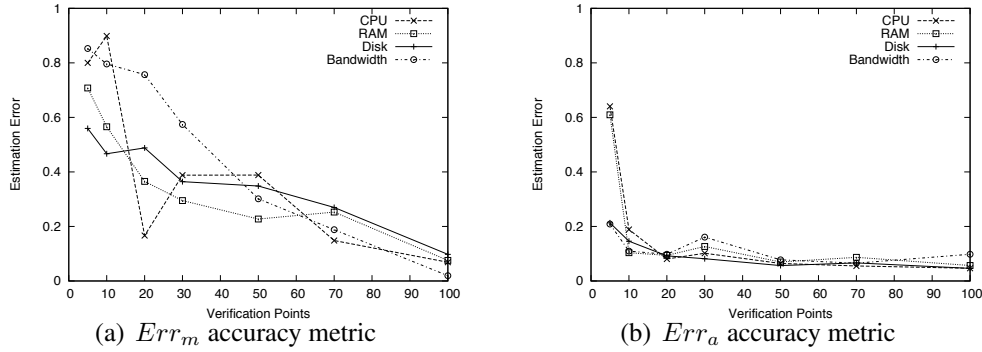 1
0.8
0.6
0.4
0.2
0
Estimation Error
CPU
RAM
Disk
Bandwidth
0 10 20 30 40 50 60 70 80 90 100
Verification Points
(a) Err_m accuracy metric
1
0.8
0.6
0.4
0.2
0
Estimation Error
CPU
RAM
Disk
Bandwidth
0 10 20 30 40 50 60 70 80 90 100
Verification Points
(b) Err_a accuracy metric